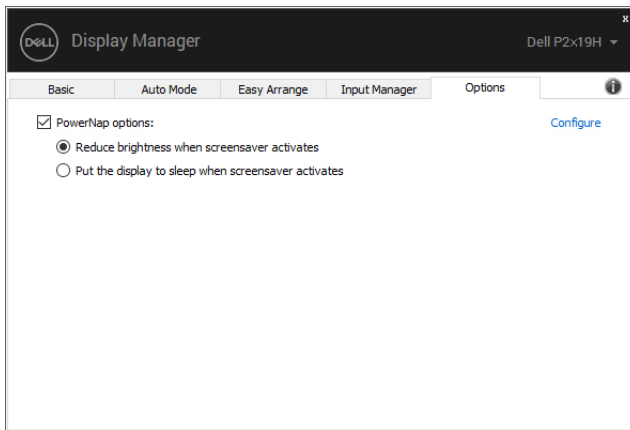 x
DELL Display Manager Dell P2x19H
Basic Auto Mode Easy Arrange Input Manager Options i
PowerNap options: Configure
Reduce brightness when screensaver activates
Put the display to sleep when screensaver activates